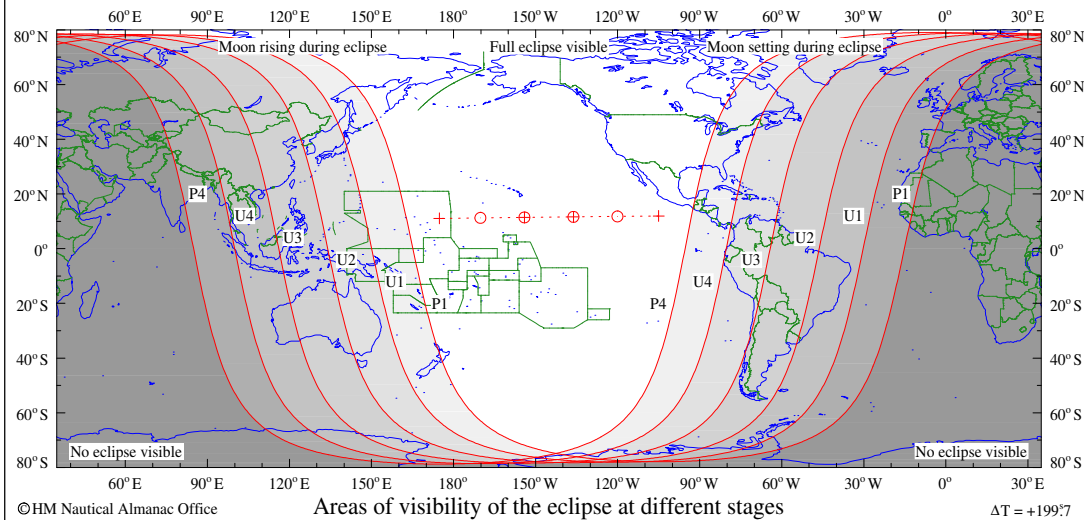 60° E 90° E 120° E 150° E 180° 150° W 120° W 90° W 60° W 30° W 0° 30° E
80° N Moon rising during eclipse Full eclipse visible Moon setting during eclipse 80° N
60° N 60° N
40° N 40° N
20° N P4 P1 20° N
U4 U1
0° U3 U2 U2 U3 0°
U1 U4
20° S P1 P4 20° S
40° S 40° S
60° S 60° S
No eclipse visible No eclipse visible
80° S 80° S
60° E 90° E 120° E 150° E 180° 150° W 120° W 90° W 60° W 30° W 0° 30° E
©HM Nautical Almanac Office Areas of visibility of the eclipse at different stages ΔT = +199ˢ.7